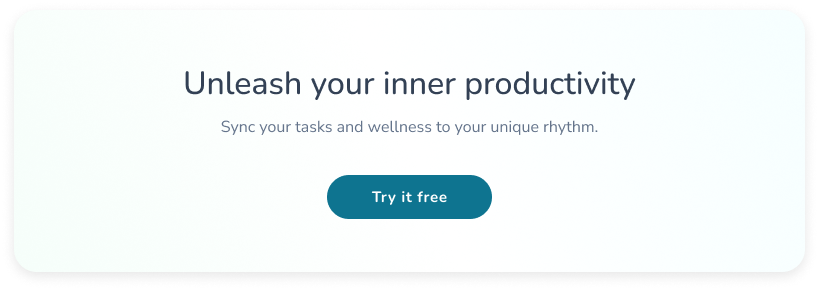 Unleash your inner productivity
Sync your tasks and wellness to your unique rhythm.
Try it free